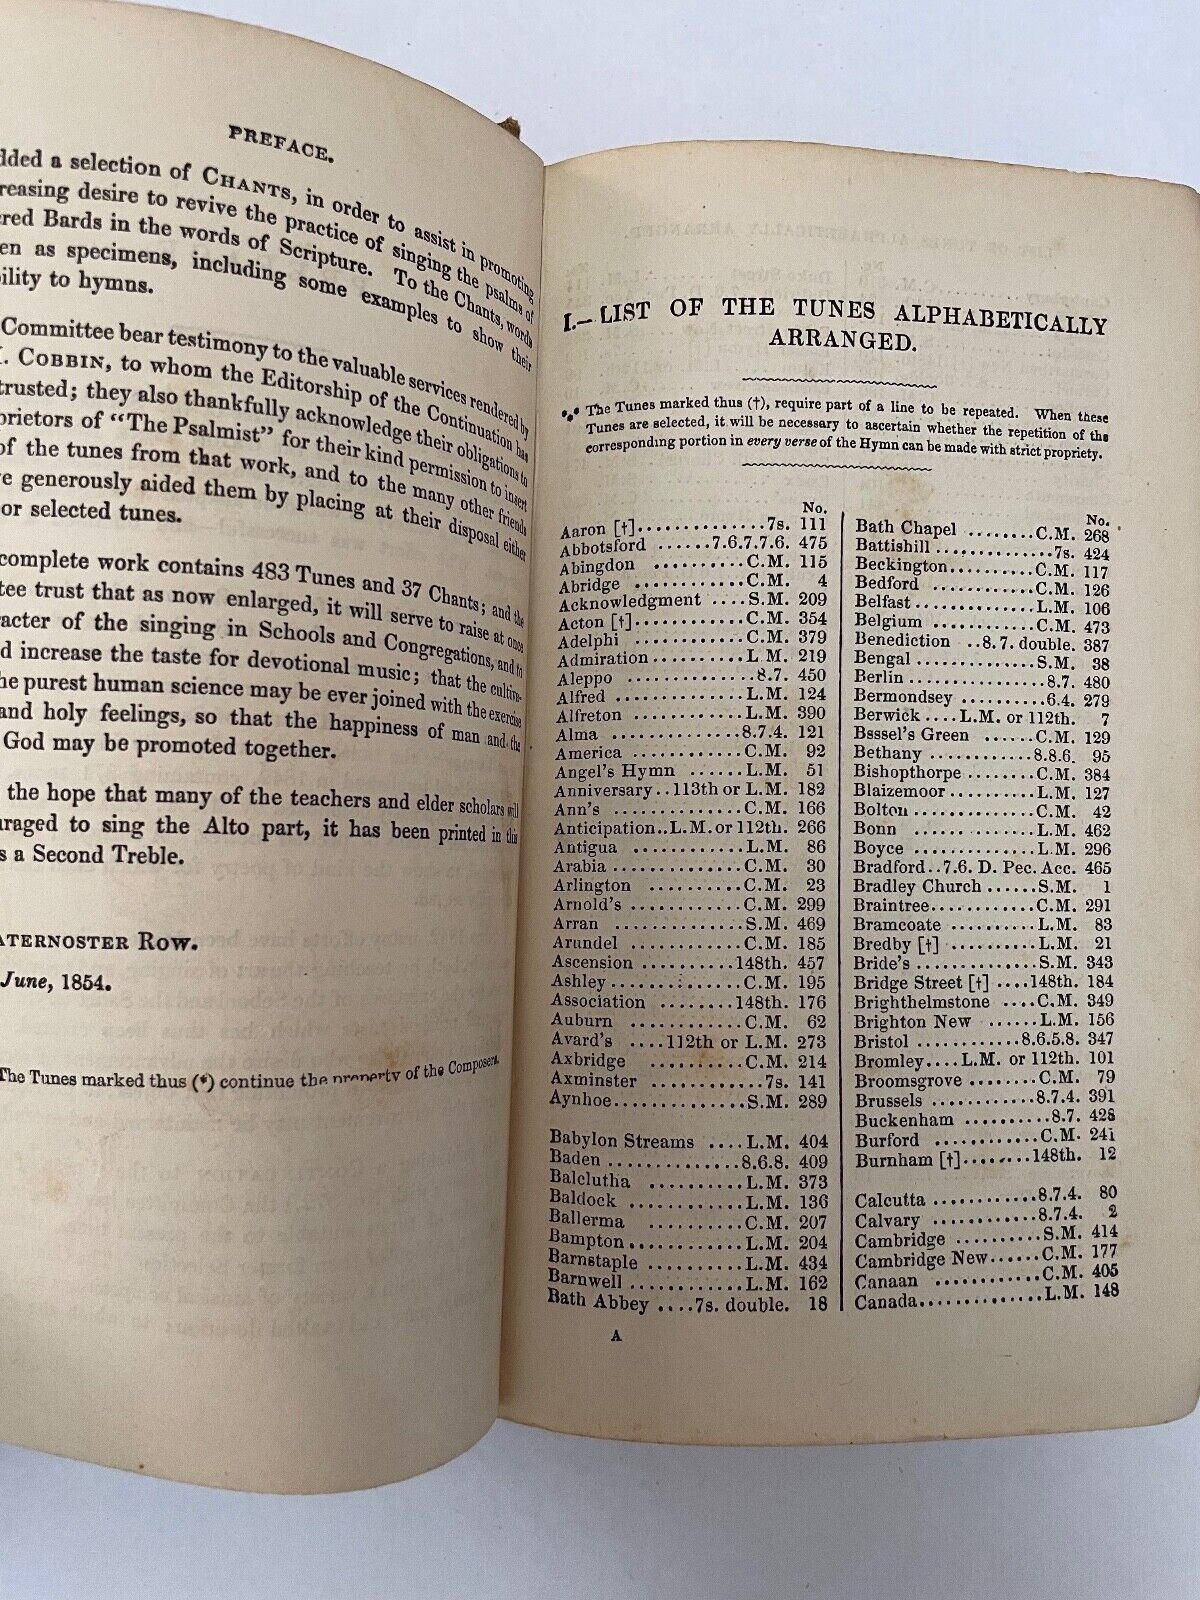 PREFACE.
dded a selection of CHANTS, in order to assist in promoting
reasing desire to revive the practice of singing the psalms of
red Bards in the words of Scripture. To the Chants, words
en as specimens, including some examples to show their
bility to hymns.
Committee bear testimony to the valuable services rendered by
I. COBBIN, to whom the Editorship of the Continuation has
trusted; they also thankfully acknowledge their obligations to
prietors of "The Psalmist" for their kind permission to insert
of the tunes from that work, and to the many other friends
e generously aided them by placing at their disposal either
or selected tunes.
complete work contains 483 Tunes and 37 Chants; and the
tee trust that as now enlarged, it will serve to raise at once
racter of the singing in Schools and Congregations, and to
d increase the taste for devotional music; that the cultiva-
he purest human science may be ever joined with the exercise
and holy feelings, so that the happiness of man and the
God may be promoted together.
the hope that many of the teachers and elder scholars will
uraged to sing the Alto part, it has been printed in this
s a Second Treble.
ATERNOSTER ROW.
June, 1854.
The Tunes marked thus (*) continue the property of the Composers.
I.—LIST OF THE TUNES ALPHABETICALLY
ARRANGED.
*** The Tunes marked thus (†), require part of a line to be repeated. When these
Tunes are selected, it will be necessary to ascertain whether the repetition of the
corresponding portion in every verse of the Hymn can be made with strict propriety.
No.
Aaron [†]..............7s. 111
Abbotsford ......7.6.7.7.6. 475
Abingdon ..........C.M. 115
Abridge ............C.M. 4
Acknowledgment ....S.M. 209
Acton [†]............C.M. 354
Adelphi ............C.M. 379
Admiration..........L.M. 219
Aleppo ..............8.7. 450
Alfred ..............L.M. 124
Alfreton ............L.M. 390
Alma ..............8.7.4. 121
America ............C.M. 92
Angel's Hymn ......L.M. 51
Anniversary..113th or L.M. 182
Ann's ..............C.M. 166
Anticipation..L.M. or 112th. 266
Antigua ............L.M. 86
Arabia ..............C.M. 30
Arlington ..........C.M. 23
Arnold's ............C.M. 299
Arran ..............S.M. 469
Arundel ............C.M. 185
Ascension ..........148th. 457
Ashley..............C.M. 195
Association ........148th. 176
Auburn ............C.M. 62
Avard's ....112th or L.M. 273
Axbridge ..........C.M. 214
Axminster ............7s. 141
Aynhoe..............S.M. 289
Babylon Streams ....L.M. 404
Baden ..............8.6.8. 409
Balclutha ..........L.M. 373
Baldock ............L.M. 136
Ballerma ..........C.M. 207
Bampton............L.M. 204
Barnstaple ..........L.M. 434
Barnwell ............L.M. 162
Bath Abbey ....7s. double. 18
No.
Bath Chapel ........C.M. 268
Battishill ..............7s. 424
Beckington..........C.M. 117
Bedford ............C.M. 126
Belfast..............L.M. 106
Belgium ............C.M. 473
Benediction ..8.7. double. 387
Bengal ..............S.M. 38
Berlin ................8.7. 480
Bermondsey ..........6.4. 279
Berwick ....L.M. or 112th. 7
Bsssel's Green ......C.M. 129
Bethany ............8.8.6. 95
Bishopthorpe ........C.M. 384
Blaizemoor ..........L.M. 127
Bolton ..............C.M. 42
Bonn ..............L.M. 462
Boyce ..............L.M. 296
Bradford..7.6. D. Pec. Acc. 465
Bradley Church ......S.M. 1
Braintree............C.M. 291
Bramcoate ..........L.M. 83
Bredby [†]..........L.M. 21
Bride's ..............S.M. 343
Bridge Street [†] ....148th. 184
Brighthelmstone ....C.M. 349
Brighton New ......L.M. 156
Bristol ..........8.6.5.8. 347
Bromley....L.M. or 112th. 101
Broomsgrove ........C.M. 79
Brussels ............8.7.4. 391
Buckenham ..........8.7. 428
Burford ............C.M. 241
Burnham [†]........148th. 12
Calcutta ............8.7.4. 80
Calvary ............8.7.4. 2
Cambridge ..........S.M. 414
Cambridge New......C.M. 177
Canaan ............C.M. 405
Canada..............L.M. 148
A